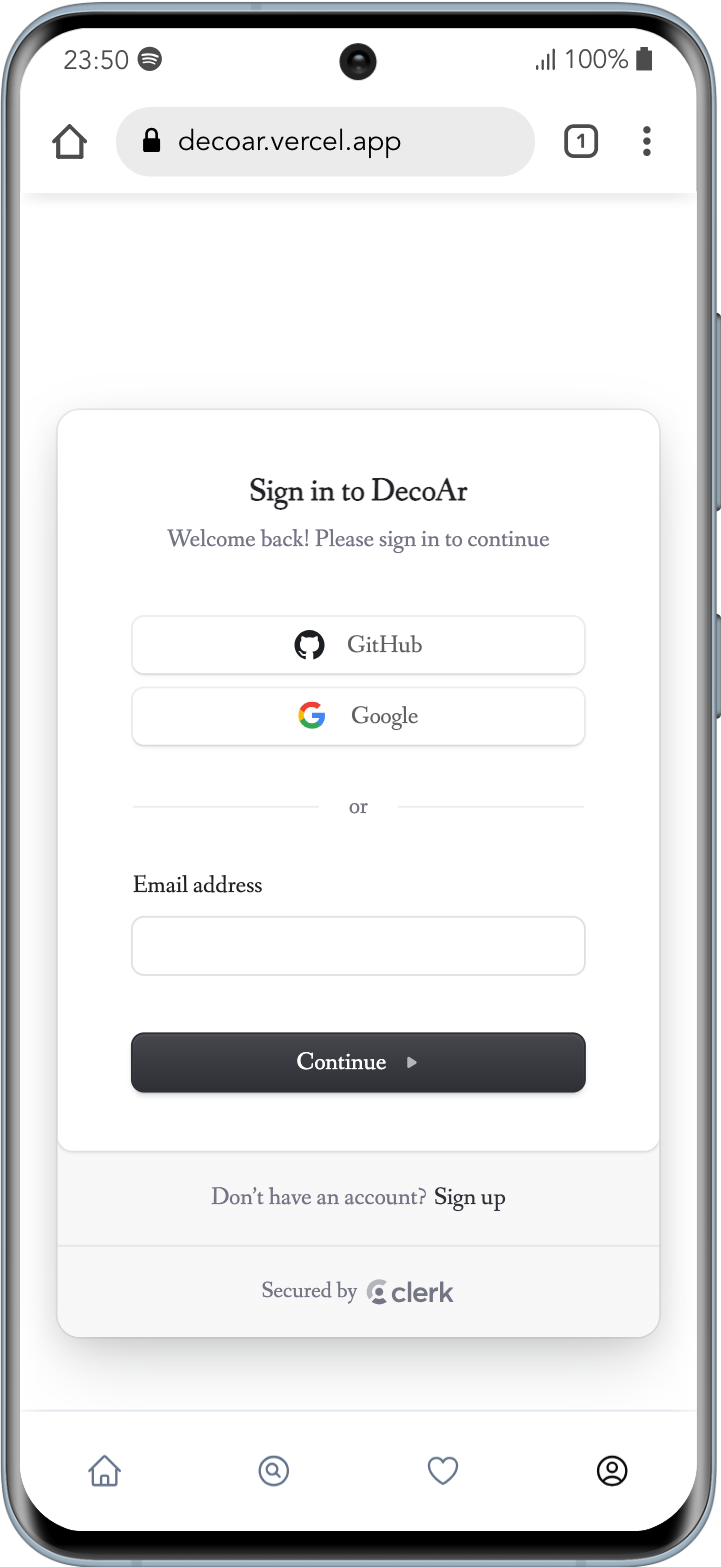 23:50
100%
decoar.vercel.app
1
Sign in to DecoAr
Welcome back! Please sign in to continue
GitHub
Google
or
Email address
Continue
Don’t have an account? Sign up
Secured by clerk